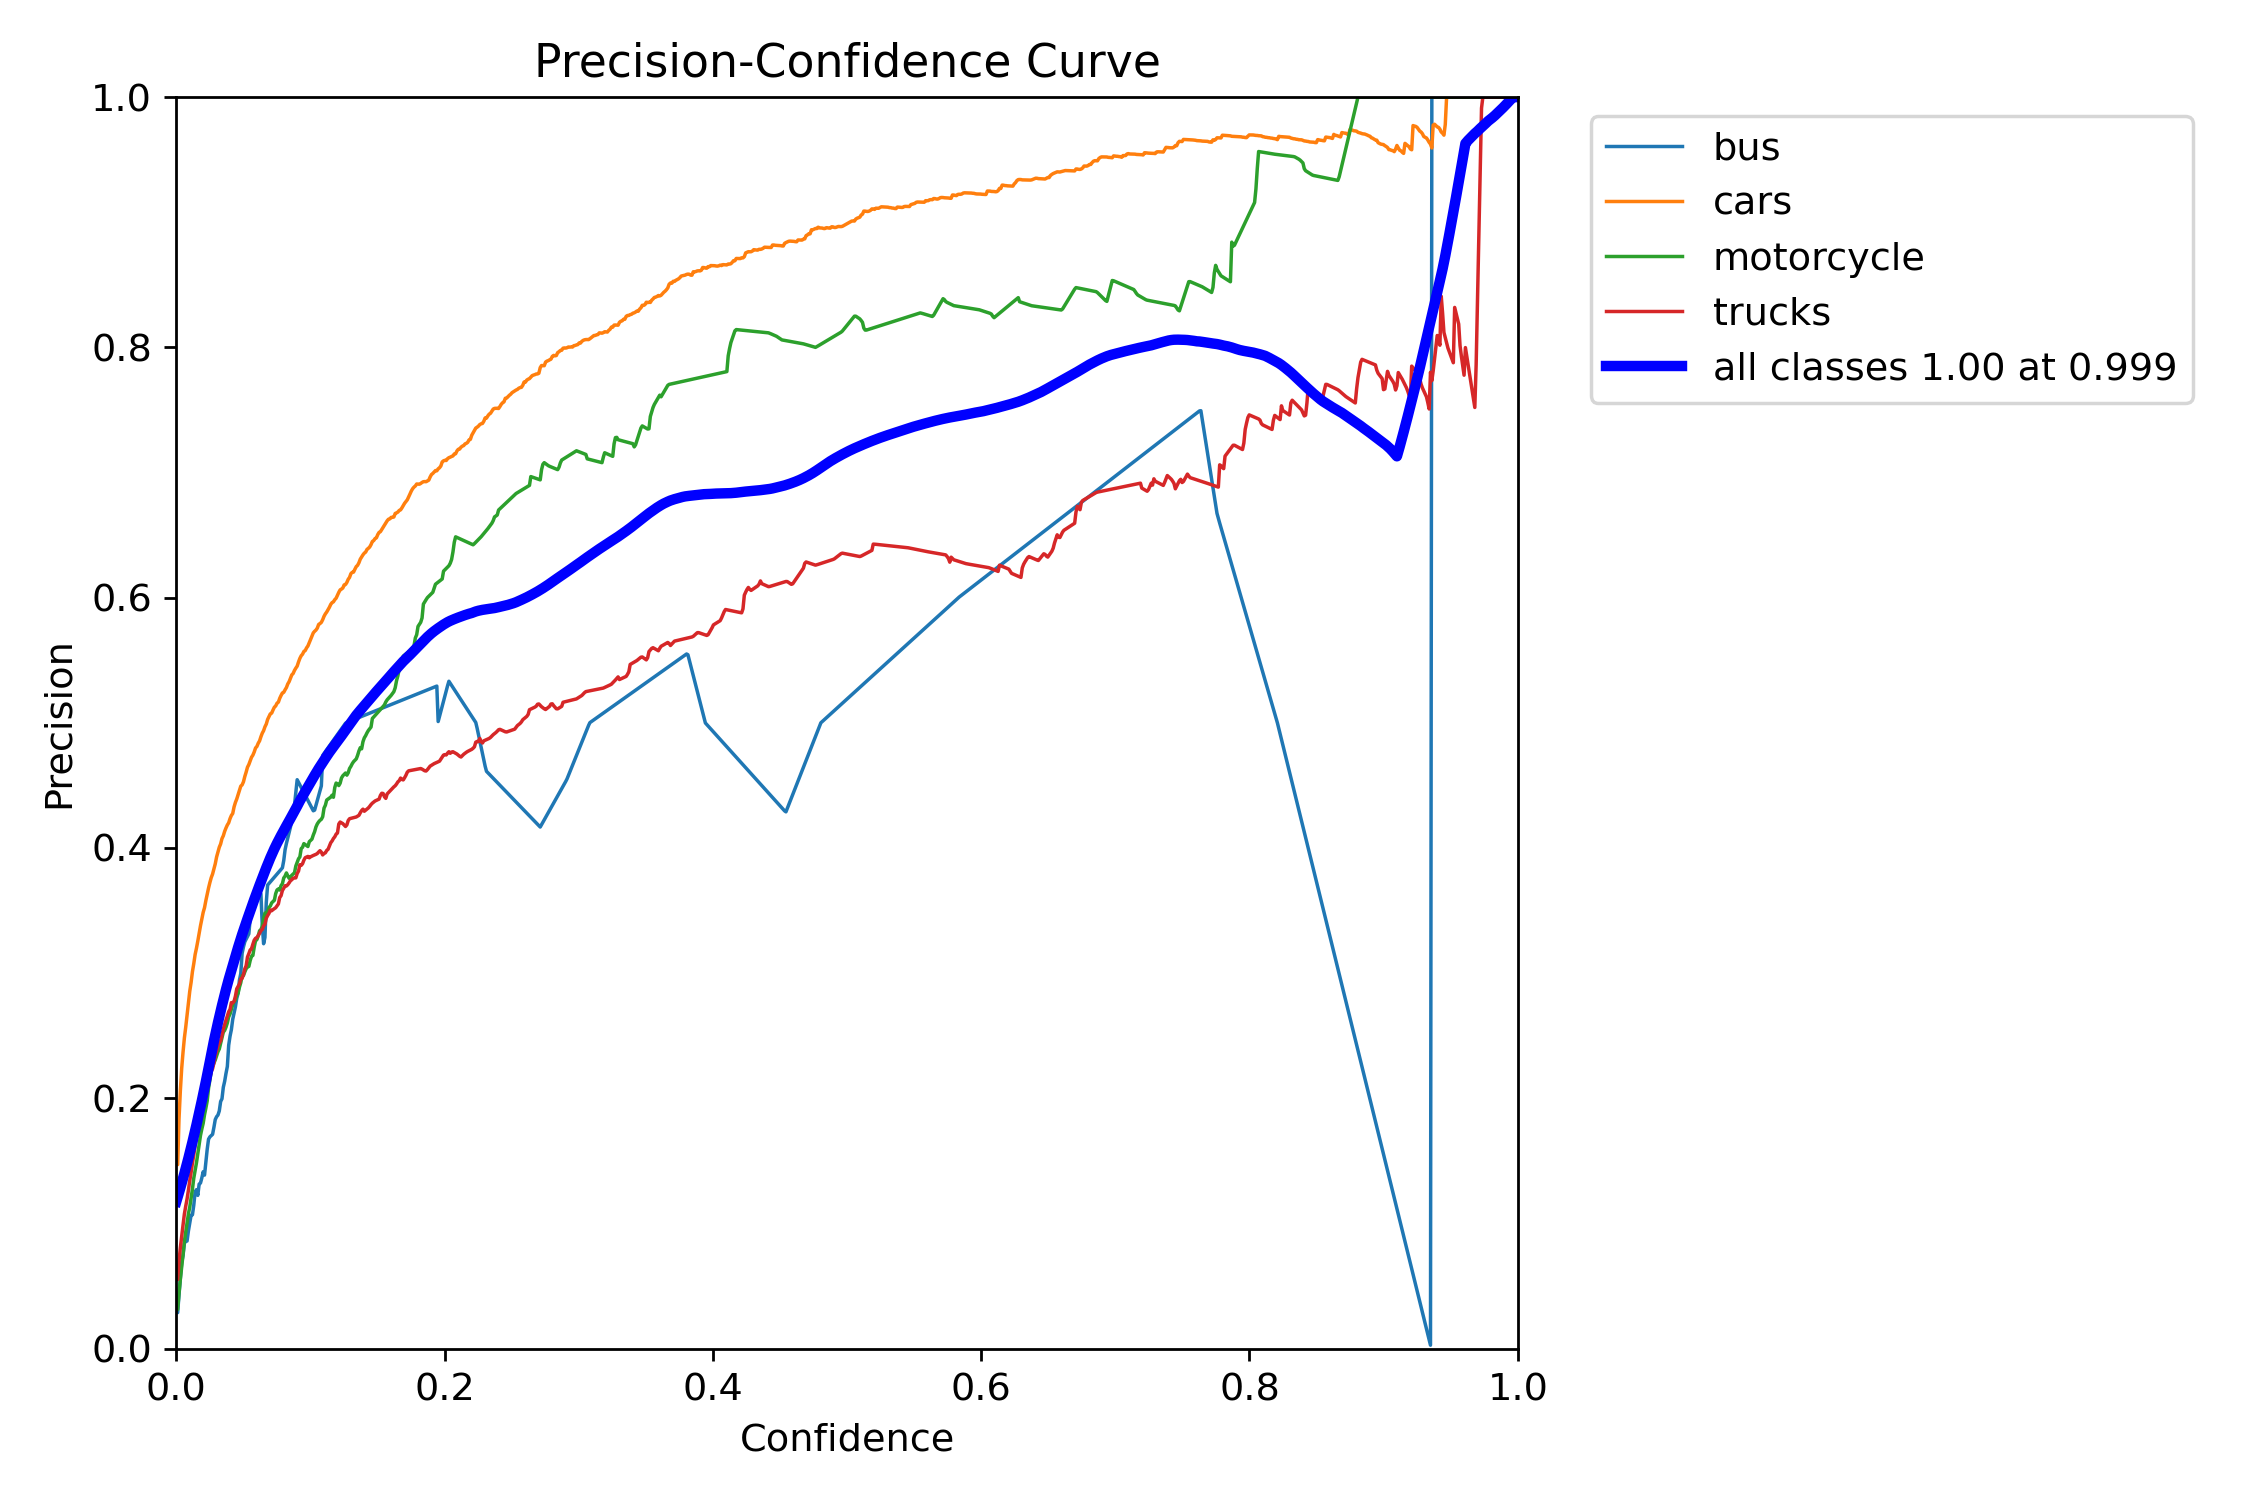 Precision-Confidence Curve
1.0
0.8
0.6
0.4
0.2
0.0
Precision
0.0 0.2 0.4 0.6 0.8 1.0
Confidence
bus
cars
motorcycle
trucks
all classes 1.00 at 0.999